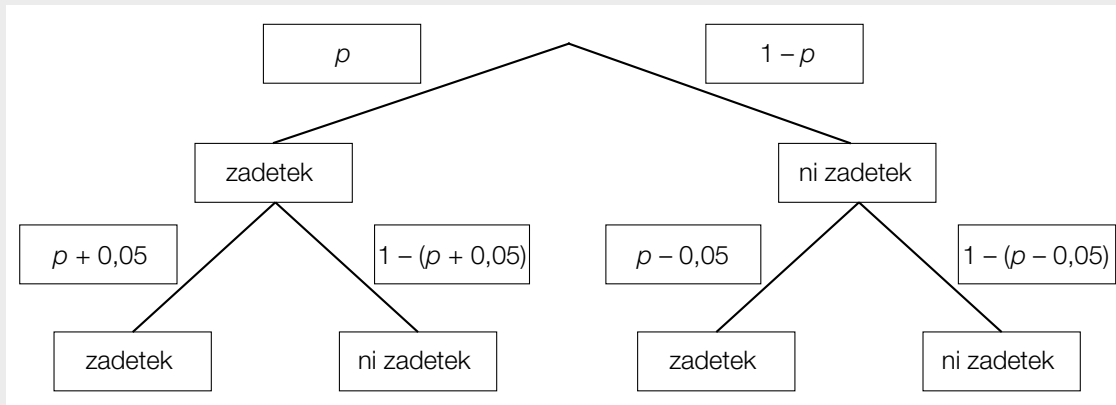 p
1 – p
zadetek
ni zadetek
p + 0,05
1 – (p + 0,05)
p – 0,05
1 – (p – 0,05)
zadetek
ni zadetek
zadetek
ni zadetek